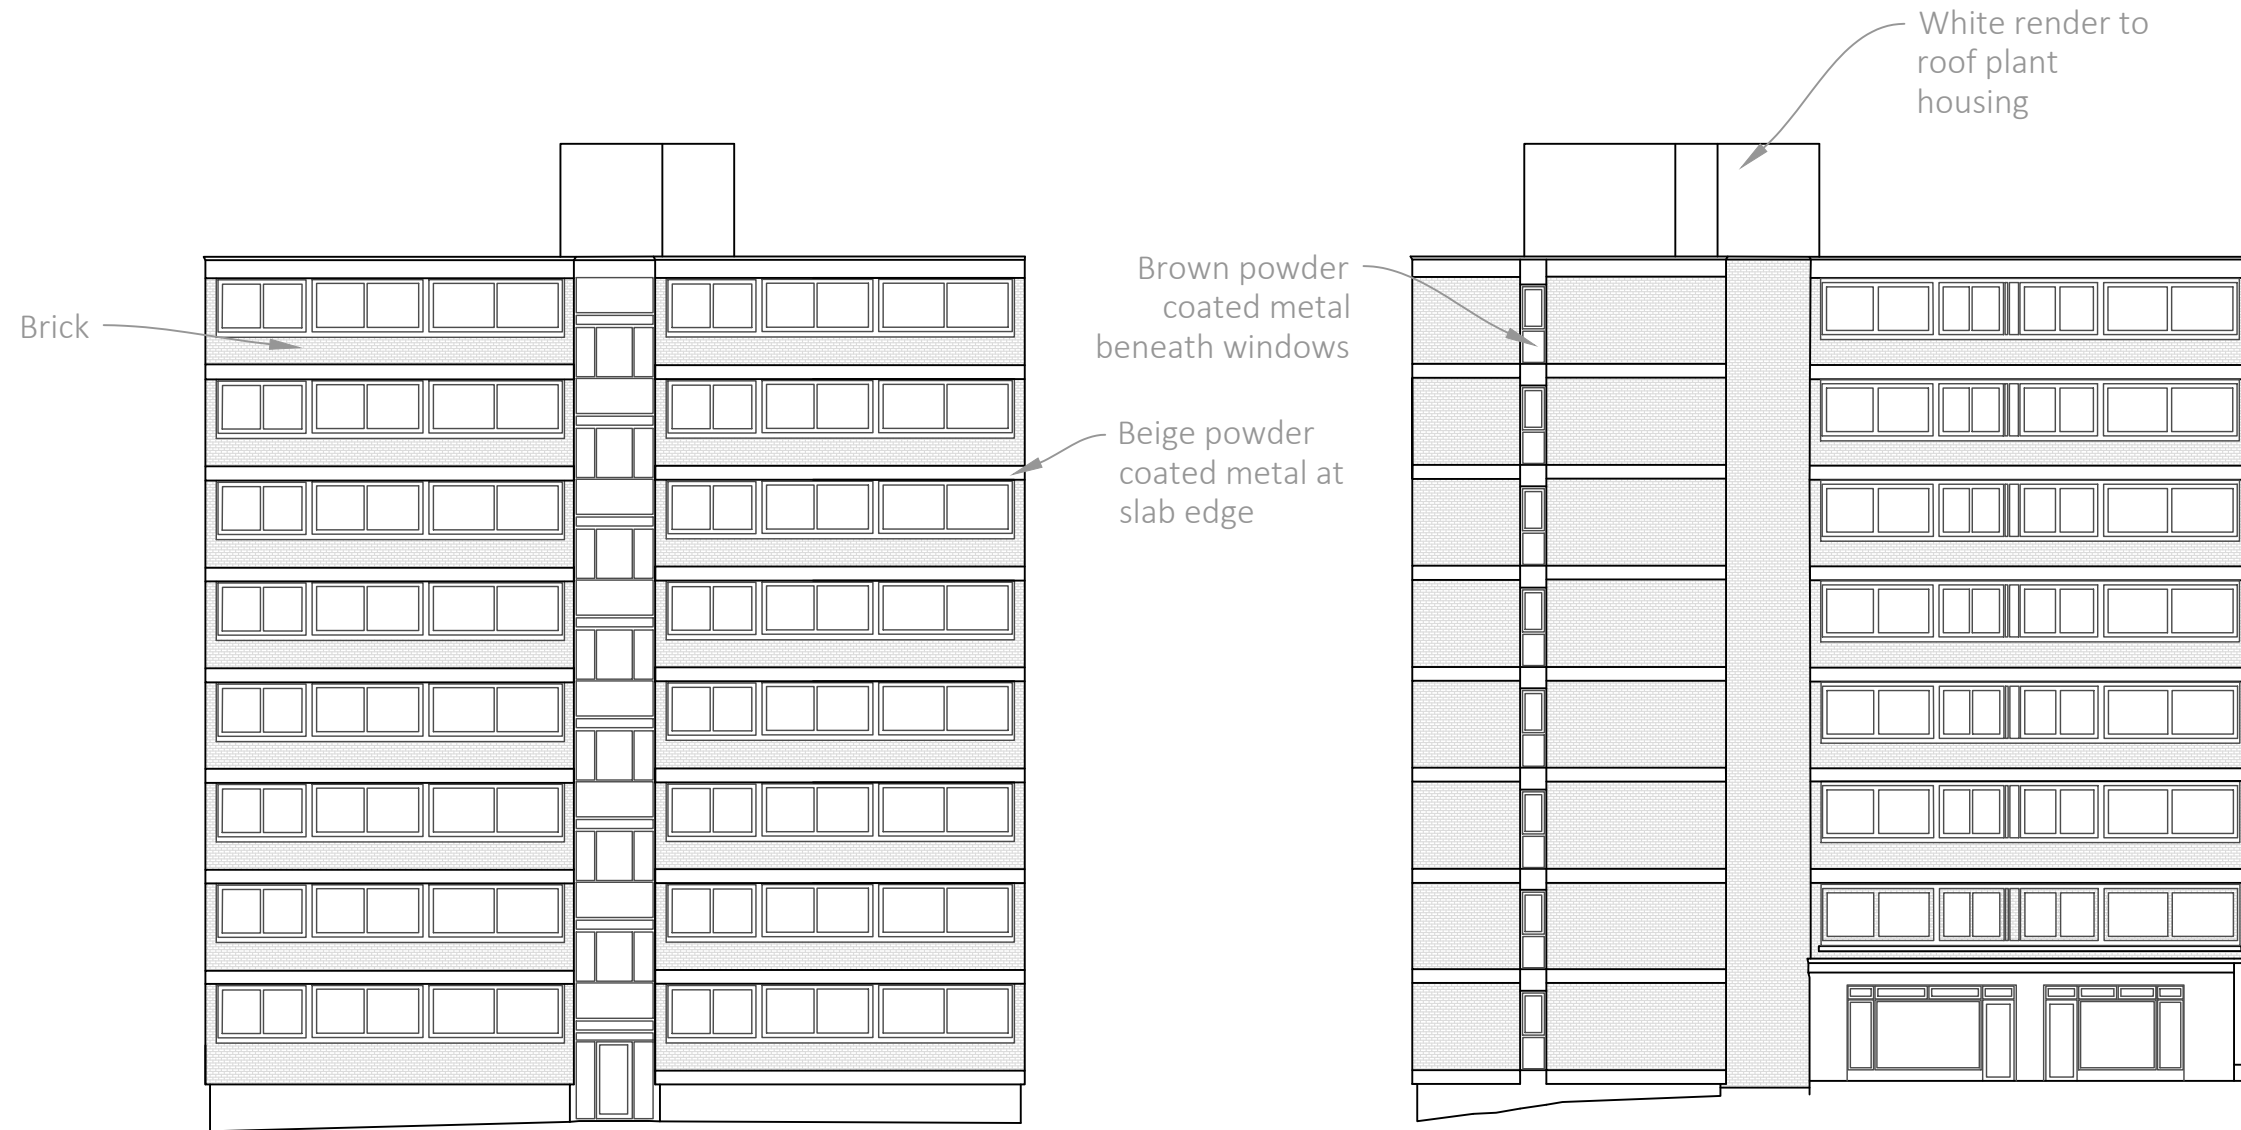 White render to
roof plant
housing
Brown powder
coated metal
beneath windows
Brick
Beige powder
coated metal at
slab edge